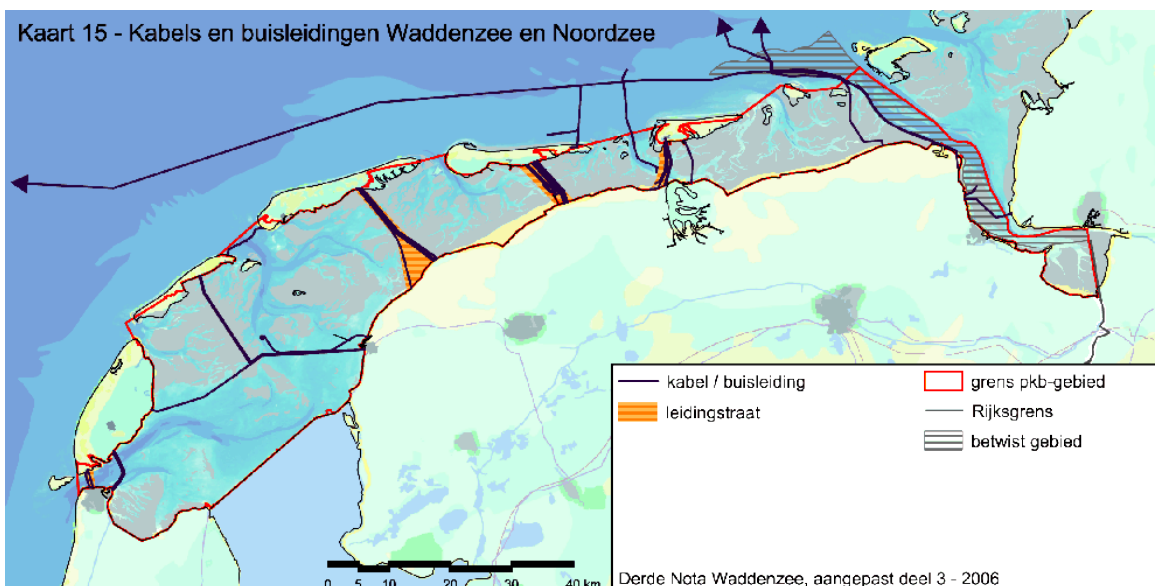 Kaart 15 - Kabels en buisleidingen Waddenzee en Noordzee
kabel / buisleiding
leidingstraat
grens pkb-gebied
Rijksgrens
betwist gebied
0 5 10 20 30 40 km
Derde Nota Waddenzee, aangepast deel 3 - 2006